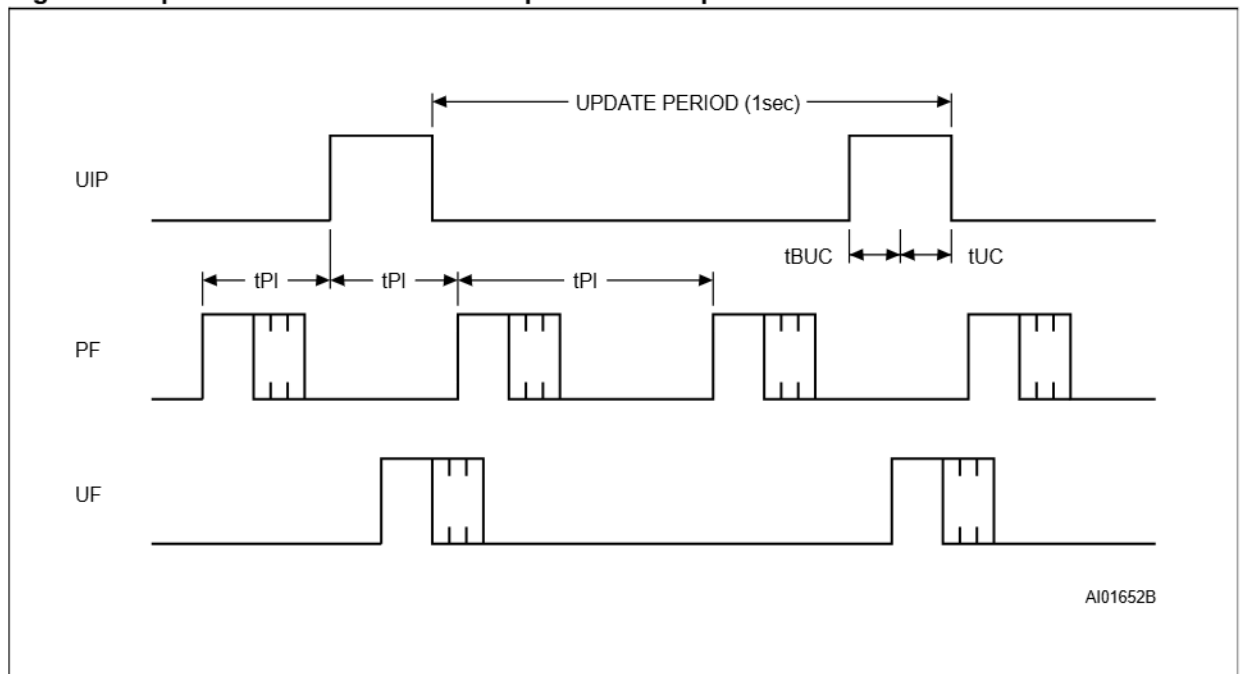 UPDATE PERIOD (1sec)
UIP
tBUC
tUC
tPI
tPI
tPI
PF
UF
AI01652B